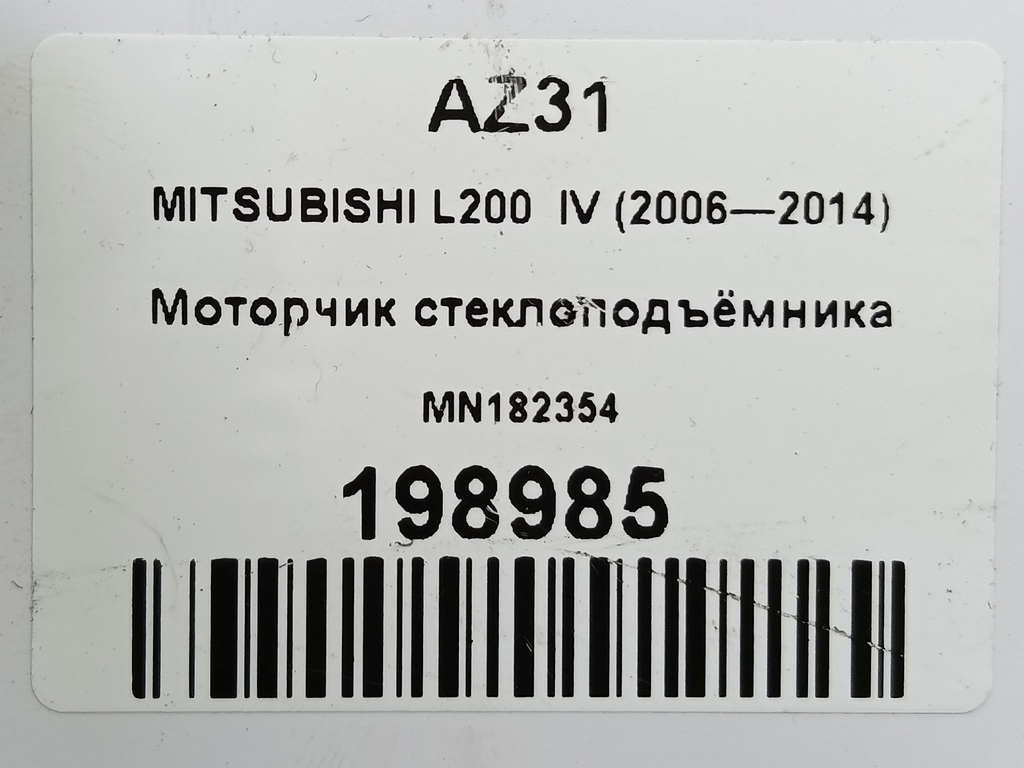 AZ31
MITSUBISHI L200 IV (2006—2014)
Моторчик стеклоподъёмника
MN182354
198985